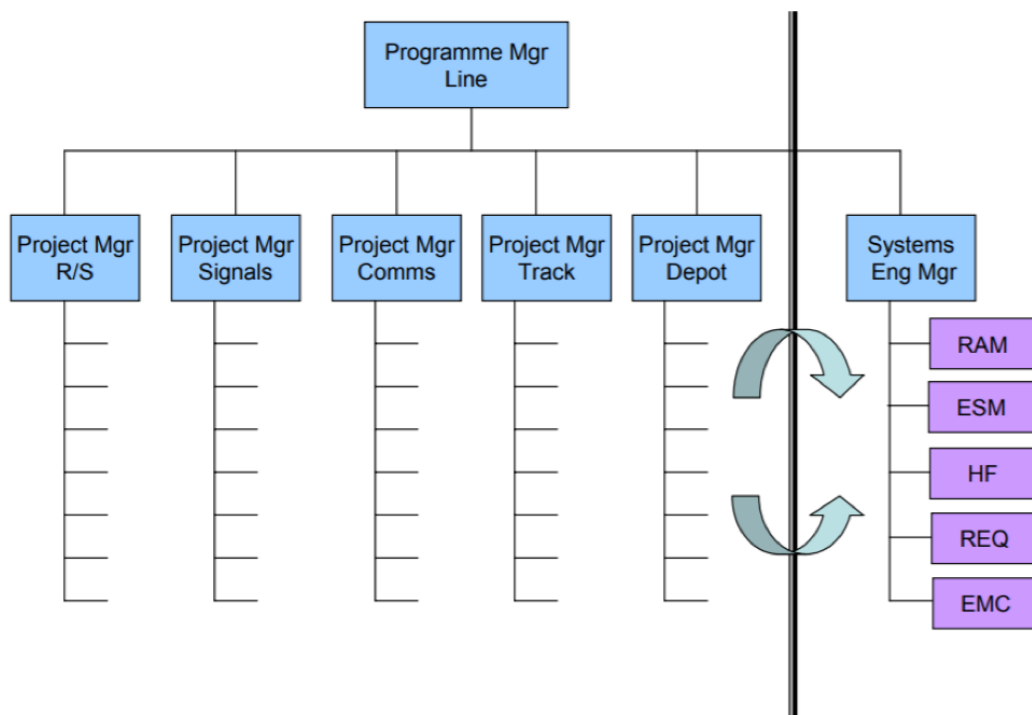 Programme Mgr
Line
Project Mgr
R/S
Project Mgr
Signals
Project Mgr
Comms
Project Mgr
Track
Project Mgr
Depot
Systems
Eng Mgr
RAM
ESM
HF
REQ
EMC